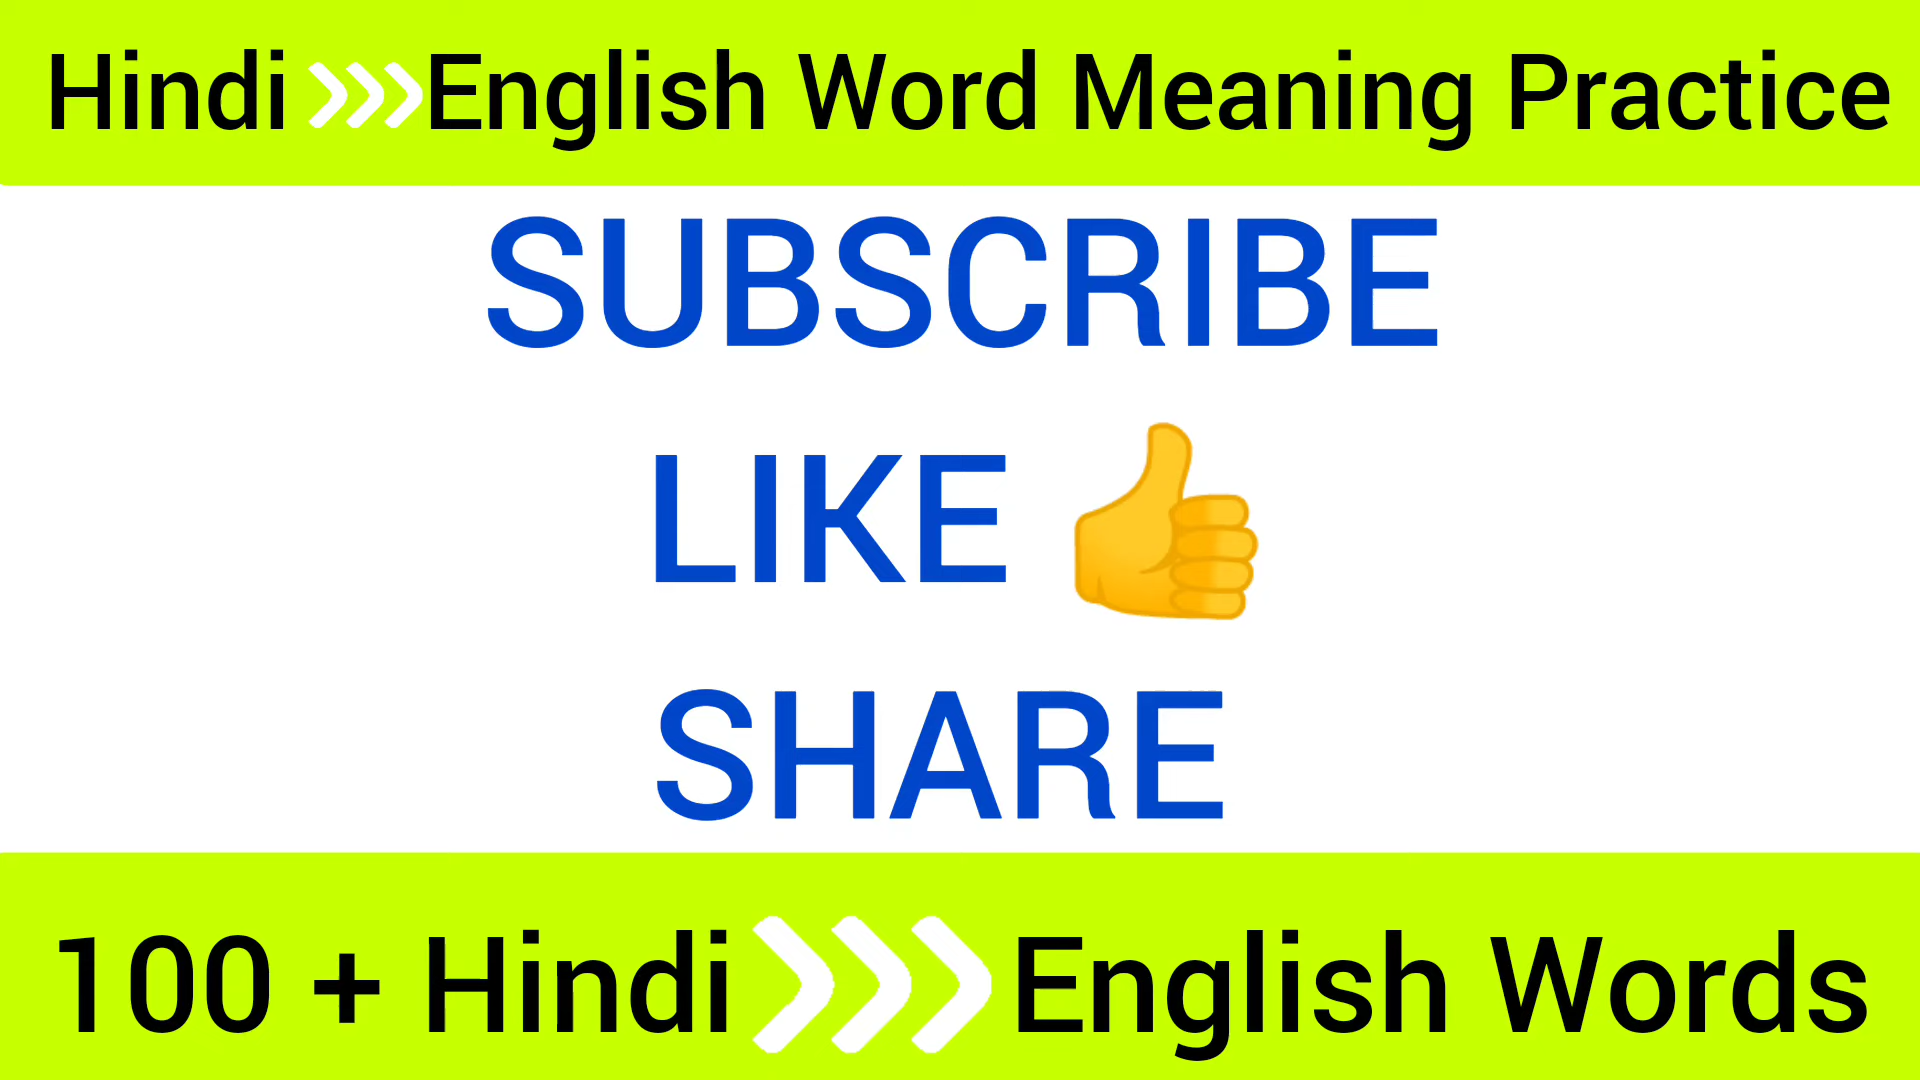 Hindi English Word Meaning Practice
SUBSCRIBE
LIKE 👍
SHARE
100 + Hindi English Words